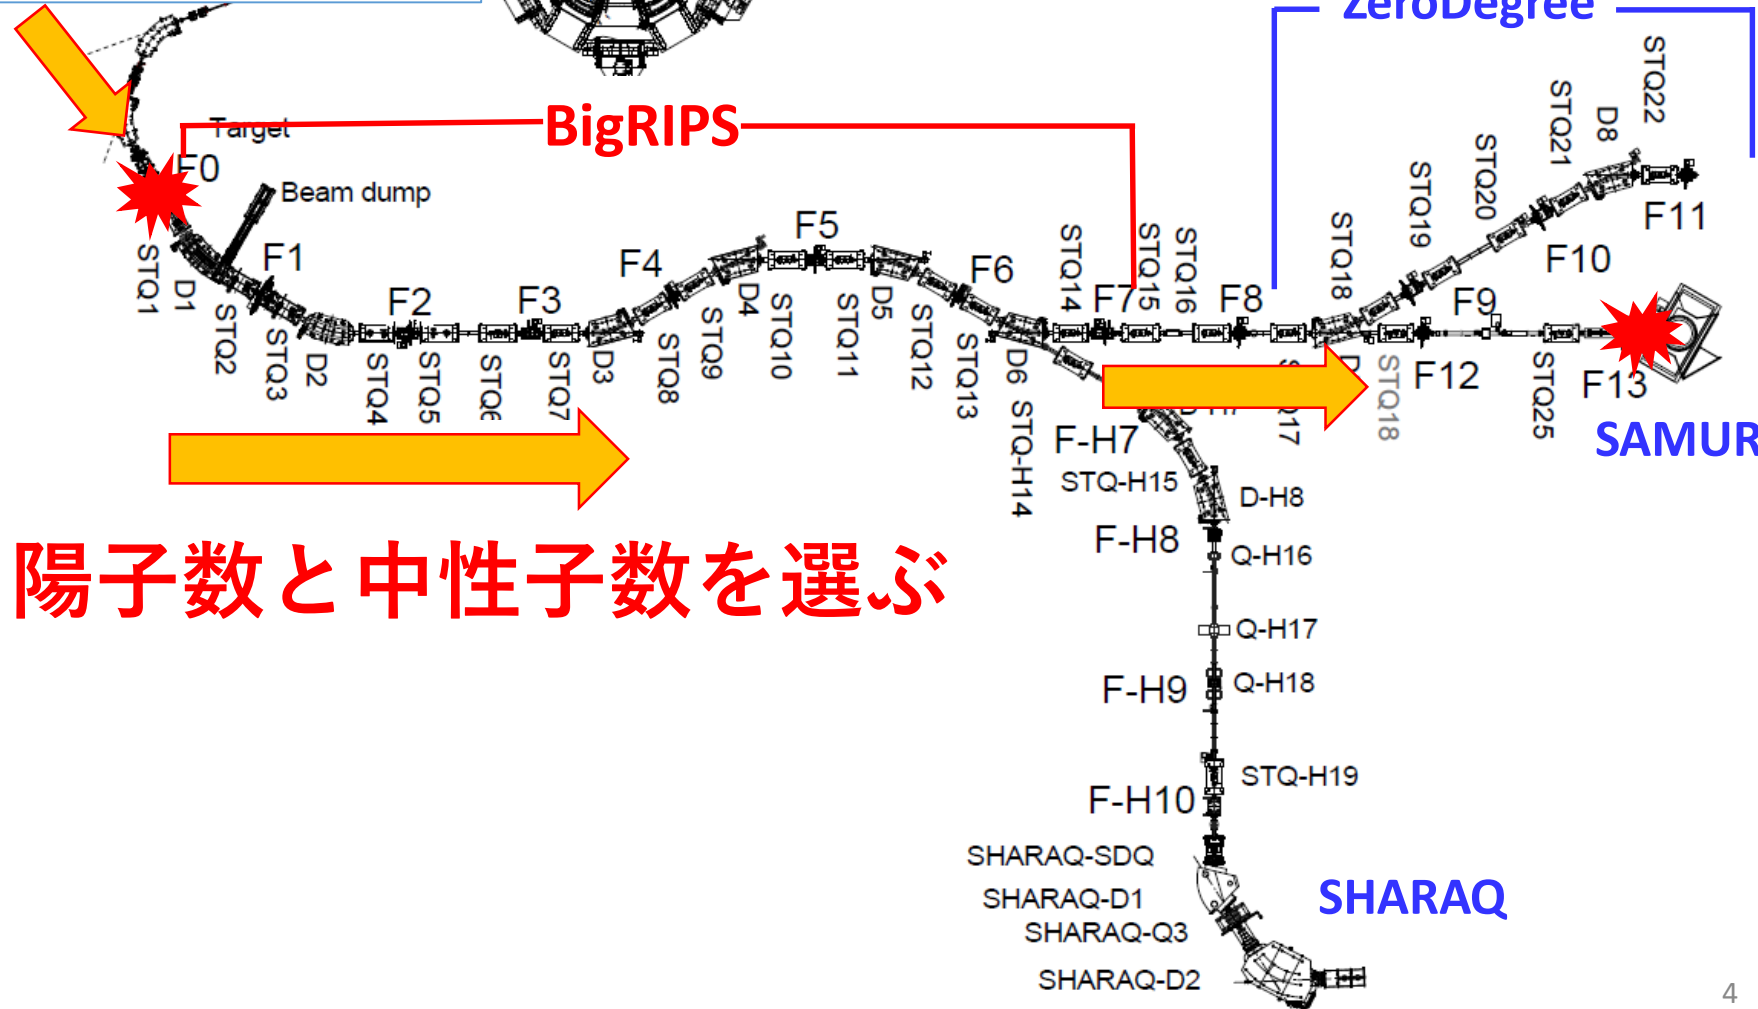 ZeroDegree
BigRIPS
Target
F0
Beam dump
F1
F2
F3
F4
F5
F6
F7
F8
F9
F10
F11
F12
F13
STQ1
D1
STQ2
STQ3
D2
STQ4
STQ5
STQ6
STQ7
D3
STQ8
STQ9
D4
STQ10
STQ11
D5
STQ12
STQ13
D6
STQ-H14
STQ14
STQ15
STQ16
STQ18
STQ19
STQ20
STQ21
D8
STQ22
STQ18
STQ25
SAMUR
F-H7
STQ-H15
D-H8
F-H8
Q-H16
Q-H17
F-H9
Q-H18
STQ-H19
F-H10
SHARAQ-SDQ
SHARAQ-D1
SHARAQ-Q3
SHARAQ-D2
SHARAQ
陽子数と中性子数を選ぶ
4